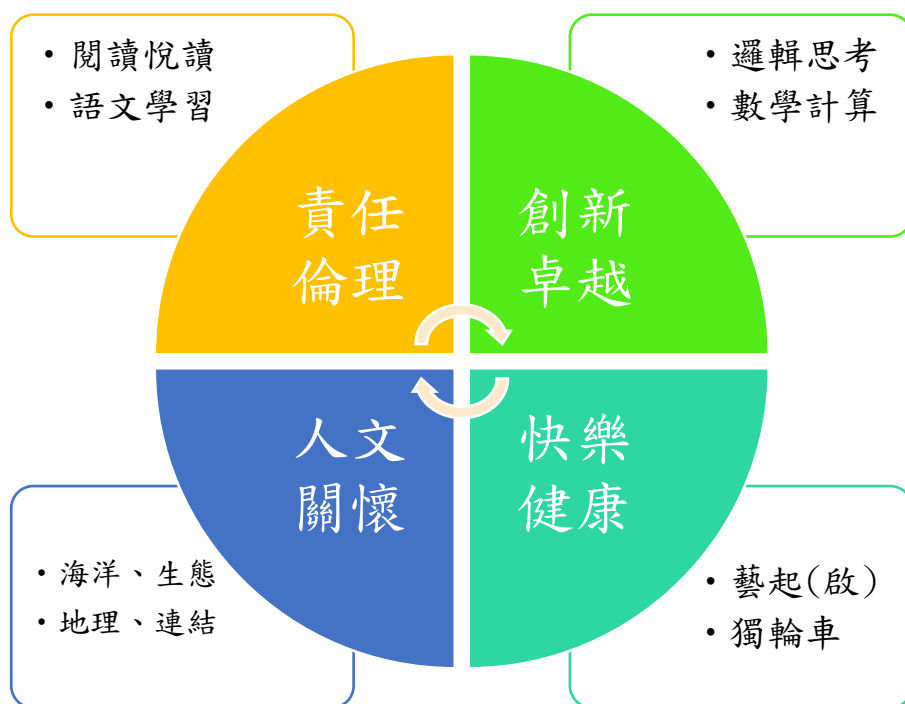 • 閱讀悅讀
• 語文學習
• 邏輯思考
• 數學計算
責任
倫理
創新
卓越
人文
關懷
快樂
健康
• 海洋、生態
• 地理、連結
• 藝起(啟)
• 獨輪車